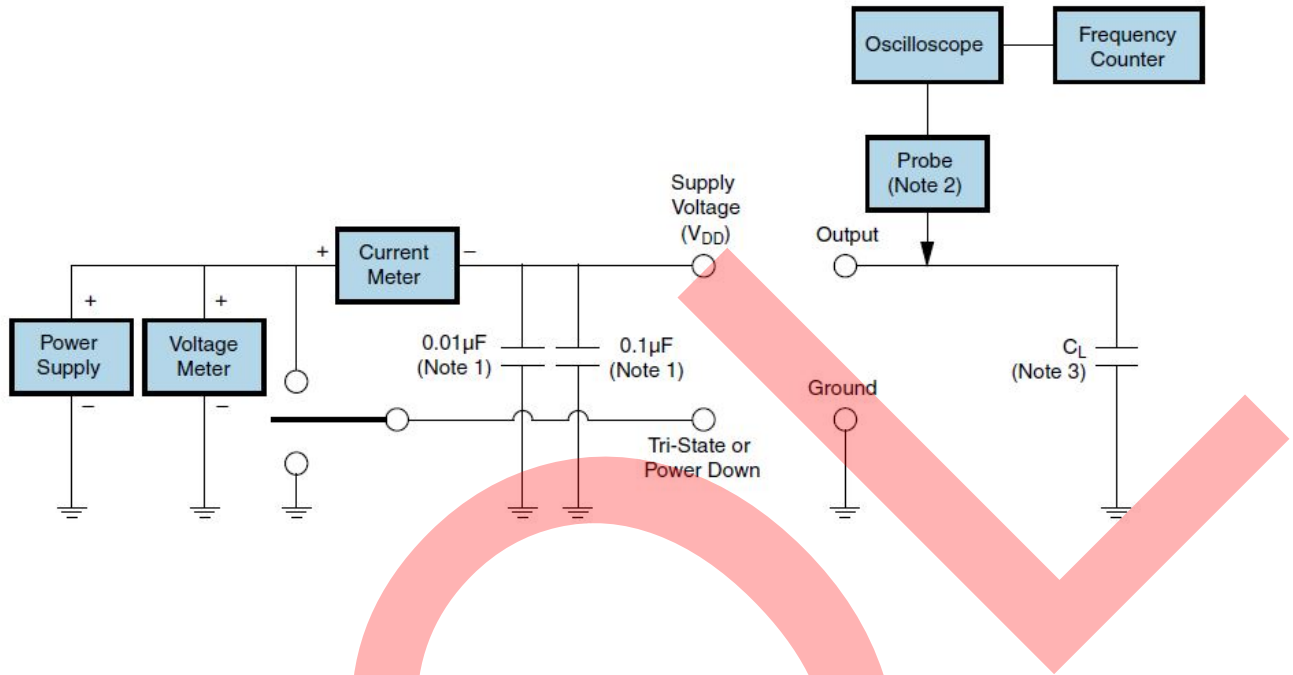 Oscilloscope
Frequency
Counter
Probe
(Note 2)
Supply
Voltage
(VDD)
Output
+
Current
Meter
–
+
+
Power
Supply
Voltage
Meter
0.01µF
(Note 1)
0.1µF
(Note 1)
CL
(Note 3)
–
–
Ground
Tri-State or
Power Down